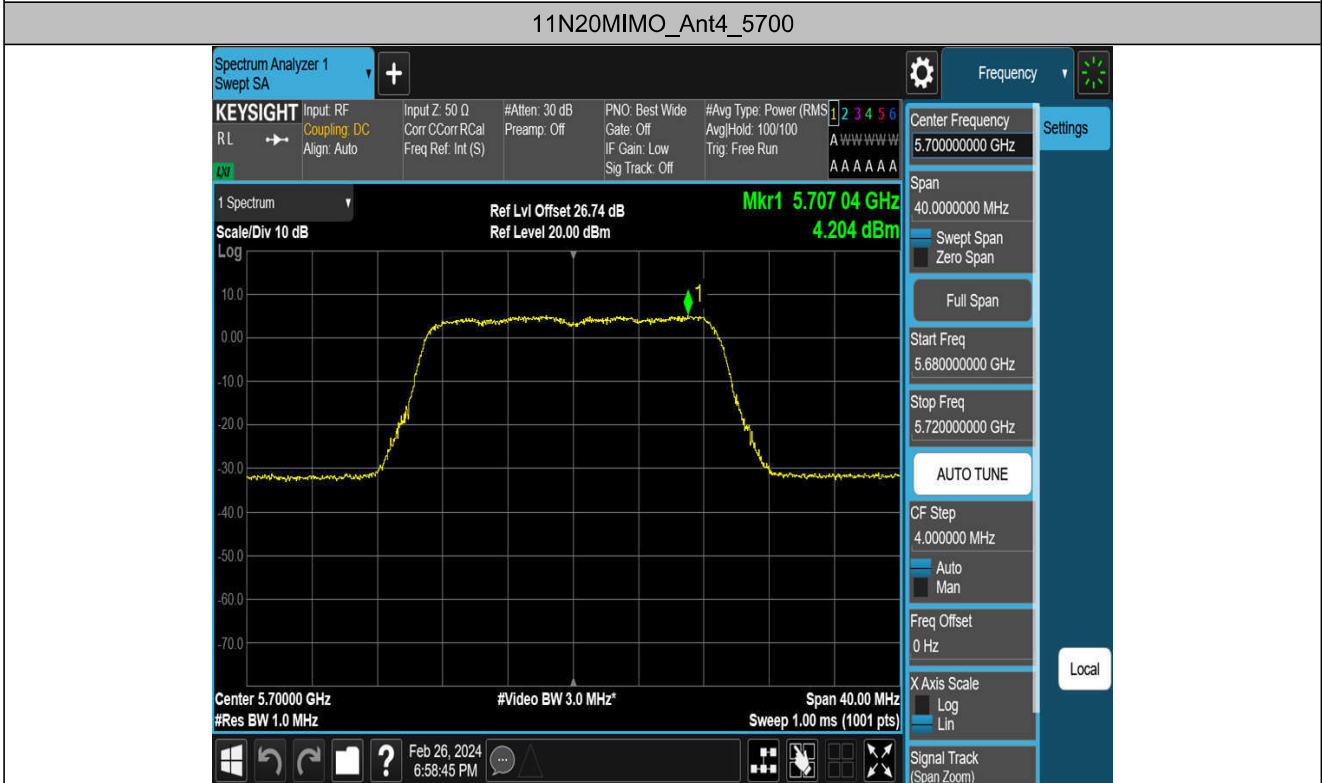 11N20MIMO_Ant4_5700
Spectrum Analyzer 1
Swept SA
+
Frequency
KEYSIGHT
RL
LXI
Input: RF
Coupling: DC
Align: Auto
Input Z: 50 Ω
Corr CCorr RCal
Freq Ref: Int (S)
#Atten: 30 dB
Preamp: Off
PNO: Best Wide
Gate: Off
IF Gain: Low
Sig Track: Off
#Avg Type: Power (RMS
Avg|Hold: 100/100
Trig: Free Run
1 2 3 4 5 6
A W W W W W
A A A A A A
1 Spectrum
Scale/Div 10 dB
Log
Ref Lvl Offset 26.74 dB
Ref Level 20.00 dBm
Mkr1 5.707 04 GHz
4.204 dBm
1
10.0
0.00
-10.0
-20.0
-30.0
-40.0
-50.0
-60.0
-70.0
Center 5.70000 GHz
#Res BW 1.0 MHz
#Video BW 3.0 MHz*
Span 40.00 MHz
Sweep 1.00 ms (1001 pts)
Feb 26, 2024
6:58:45 PM
?
Center Frequency
5.700000000 GHz
Settings
Span
40.0000000 MHz
Swept Span
Zero Span
Full Span
Start Freq
5.680000000 GHz
Stop Freq
5.720000000 GHz
AUTO TUNE
CF Step
4.000000 MHz
Auto
Man
Freq Offset
0 Hz
Local
X Axis Scale
Log
Lin
Signal Track
(Span Zoom)